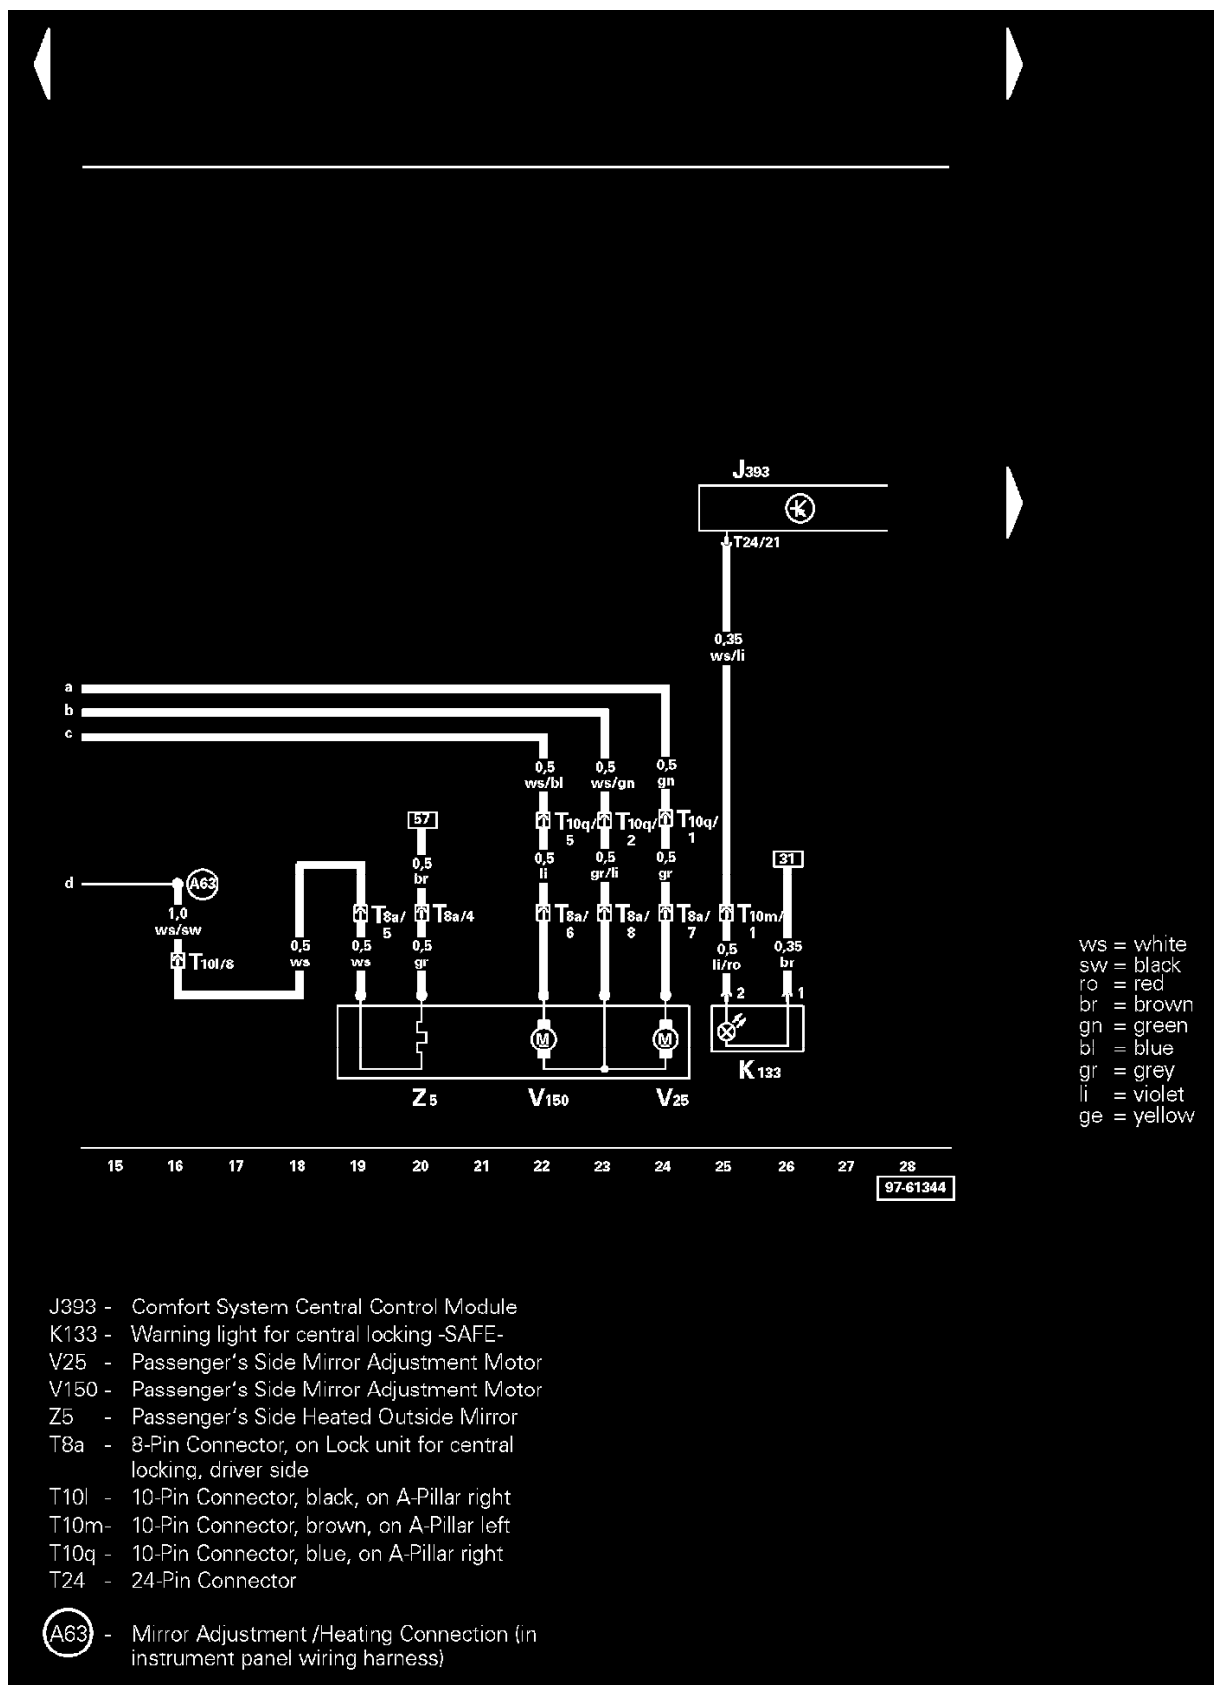 J393
T24/21
0,35
ws/li
a
b
c
0,5
ws/bl
0,5
ws/gn
0,5
gn
57
T10q/
5
T10q/
2
T10q/
1
31
0,5
br
0,5
li
0,5
gr/li
0,5
gr
d
A63
1,0
ws/sw
T8a/
5
T8a/4
T8a/
6
T8a/
8
T8a/
7
T10m/
1
T10l/8
0,5
ws
0,5
ws
0,5
gr
0,5
li/ro
0,35
br
2
1
M
M
Z5
V150
V25
K133
ws = white
sw = black
ro = red
br = brown
gn = green
bl = blue
gr = grey
li = violet
ge = yellow
15 16 17 18 19 20 21 22 23 24 25 26 27 28
97-61344
J393 - Comfort System Central Control Module
K133 - Warning light for central locking -SAFE-
V25 - Passenger's Side Mirror Adjustment Motor
V150 - Passenger's Side Mirror Adjustment Motor
Z5 - Passenger's Side Heated Outside Mirror
T8a - 8-Pin Connector, on Lock unit for central
locking, driver side
T10l - 10-Pin Connector, black, on A-Pillar right
T10m- 10-Pin Connector, brown, on A-Pillar left
T10q - 10-Pin Connector, blue, on A-Pillar right
T24 - 24-Pin Connector
A63 - Mirror Adjustment /Heating Connection (in
instrument panel wiring harness)